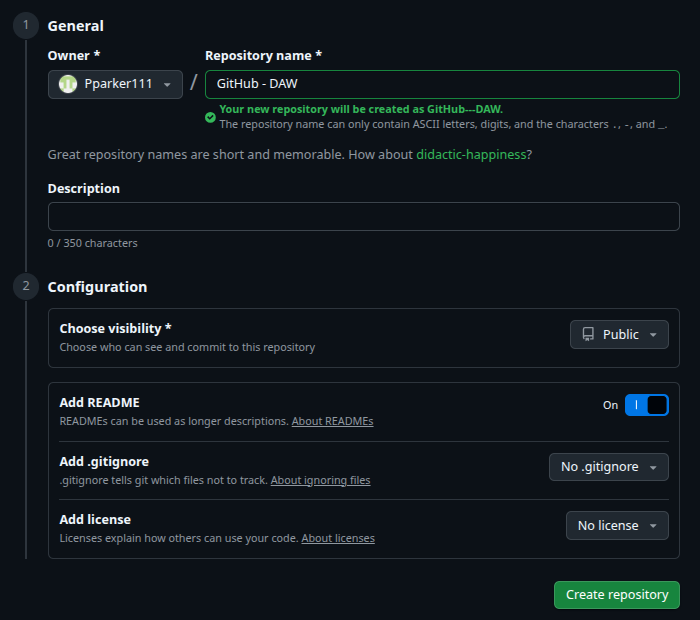 1 General
Owner * Repository name *
Pparker111 / GitHub - DAW
Your new repository will be created as GitHub---DAW.
The repository name can only contain ASCII letters, digits, and the characters ., -, and _.
Great repository names are short and memorable. How about didactic-happiness?
Description
0 / 350 characters
2 Configuration
Choose visibility * Public
Choose who can see and commit to this repository
Add README On
READMEs can be used as longer descriptions. About READMEs
Add .gitignore No .gitignore
.gitignore tells git which files not to track. About ignoring files
Add license No license
Licenses explain how others can use your code. About licenses
Create repository